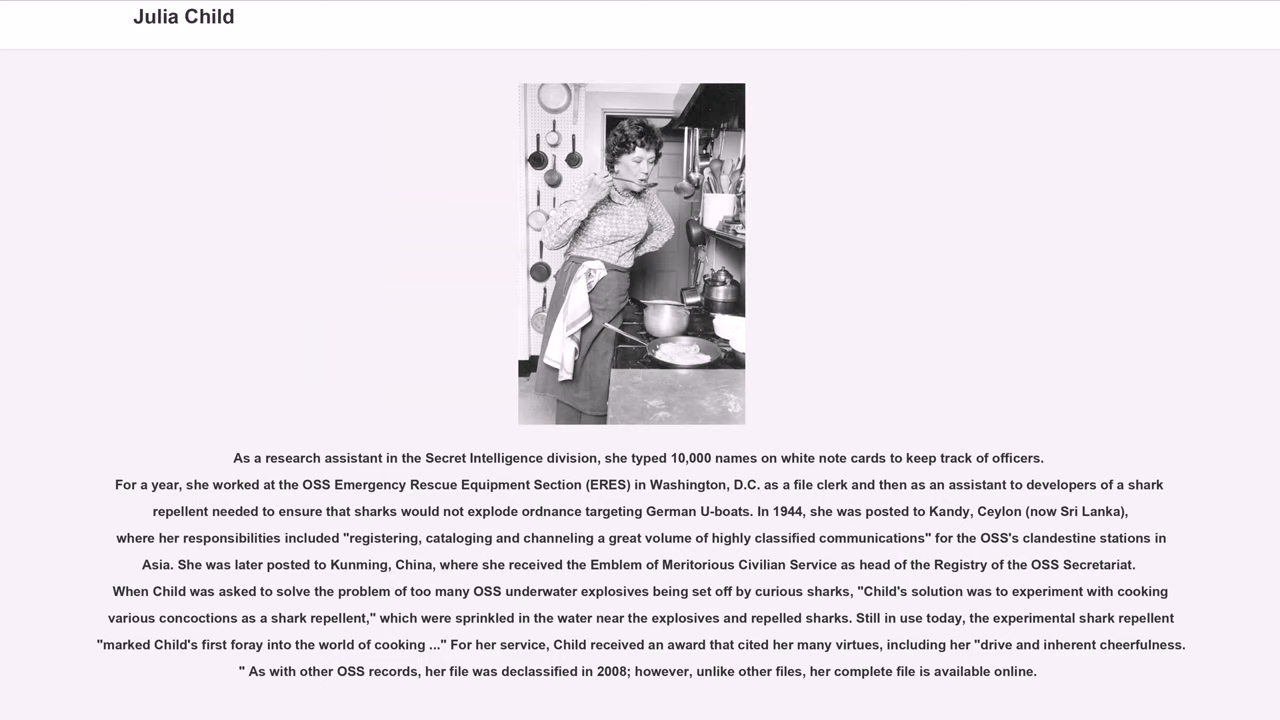 Julia Child
As a research assistant in the Secret Intelligence division, she typed 10,000 names on white note cards to keep track of officers.
For a year, she worked at the OSS Emergency Rescue Equipment Section (ERES) in Washington, D.C. as a file clerk and then as an assistant to developers of a shark
repellent needed to ensure that sharks would not explode ordnance targeting German U-boats. In 1944, she was posted to Kandy, Ceylon (now Sri Lanka),
where her responsibilities included "registering, cataloging and channeling a great volume of highly classified communications" for the OSS's clandestine stations in
Asia. She was later posted to Kunming, China, where she received the Emblem of Meritorious Civilian Service as head of the Registry of the OSS Secretariat.
When Child was asked to solve the problem of too many OSS underwater explosives being set off by curious sharks, "Child's solution was to experiment with cooking
various concoctions as a shark repellent," which were sprinkled in the water near the explosives and repelled sharks. Still in use today, the experimental shark repellent
"marked Child's first foray into the world of cooking ..." For her service, Child received an award that cited her many virtues, including her "drive and inherent cheerfulness.
" As with other OSS records, her file was declassified in 2008; however, unlike other files, her complete file is available online.